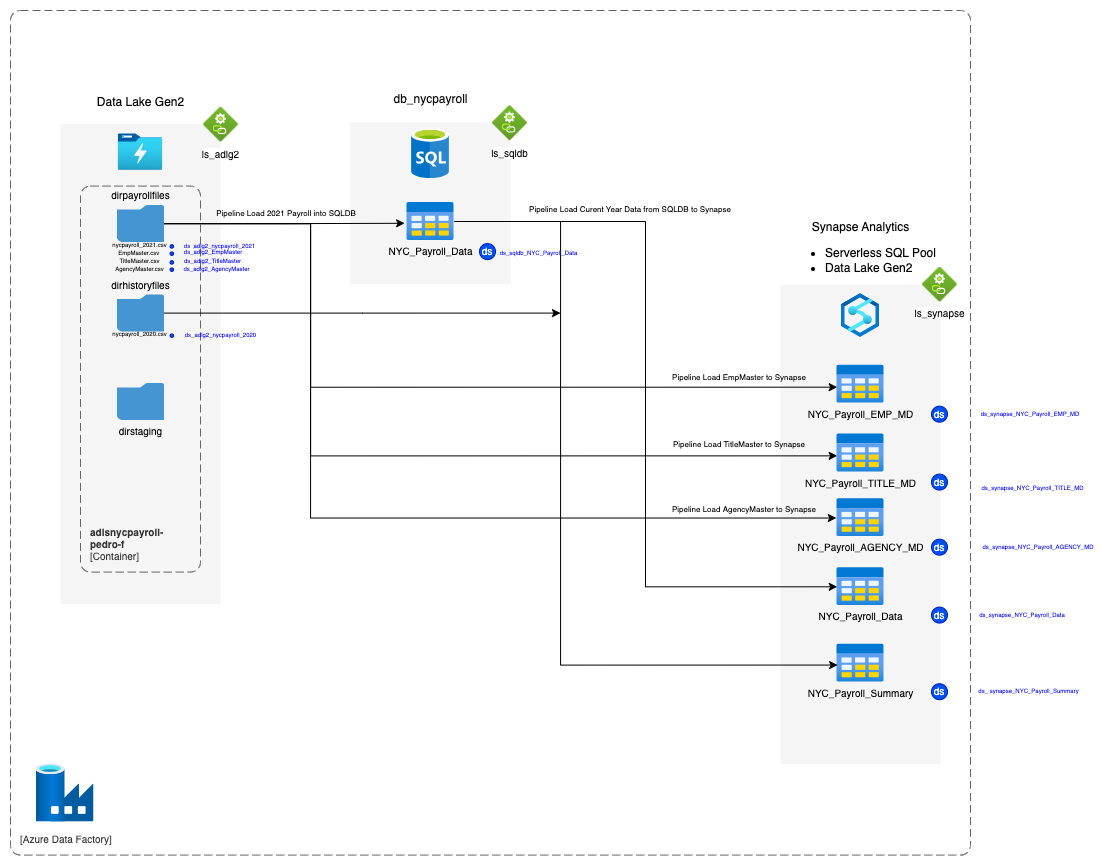 Data Lake Gen2
ls_adlg2
dirpayrollfiles
nycpayroll_2021.csv
ds_adlg2_nycpayroll_2021
EmpMaster.csv
ds_adlg2_EmpMaster
TitleMaster.csv
ds_adlg2_TitleMaster
AgencyMaster.csv
ds_adlg2_AgencyMaster
dirhistoryfiles
nycpayroll_2020.csv
ds_adlg2_nycpayroll_2020
dirstaging
adlsnycpayroll-
pedro-f
[Container]
Pipeline Load 2021 Payroll into SQLDB
db_nycpayroll
ls_sqldb
SQL
NYC_Payroll_Data
ds
ds_sqldb_NYC_Payroll_Data
Pipeline Load Curent Year Data from SQLDB to Synapse
Synapse Analytics
• Serverless SQL Pool
• Data Lake Gen2
ls_synapse
Pipeline Load EmpMaster to Synapse
NYC_Payroll_EMP_MD
ds
ds_synapse_NYC_Payroll_EMP_MD
Pipeline Load TitleMaster to Synapse
NYC_Payroll_TITLE_MD
ds
ds_synapse_NYC_Payroll_TITLE_MD
Pipeline Load AgencyMaster to Synapse
NYC_Payroll_AGENCY_MD
ds
ds_synapse_NYC_Payroll_AGENCY_MD
NYC_Payroll_Data
ds
ds_synapse_NYC_Payroll_Data
NYC_Payroll_Summary
ds
ds_ synapse_NYC_Payroll_Summary
[Azure Data Factory]